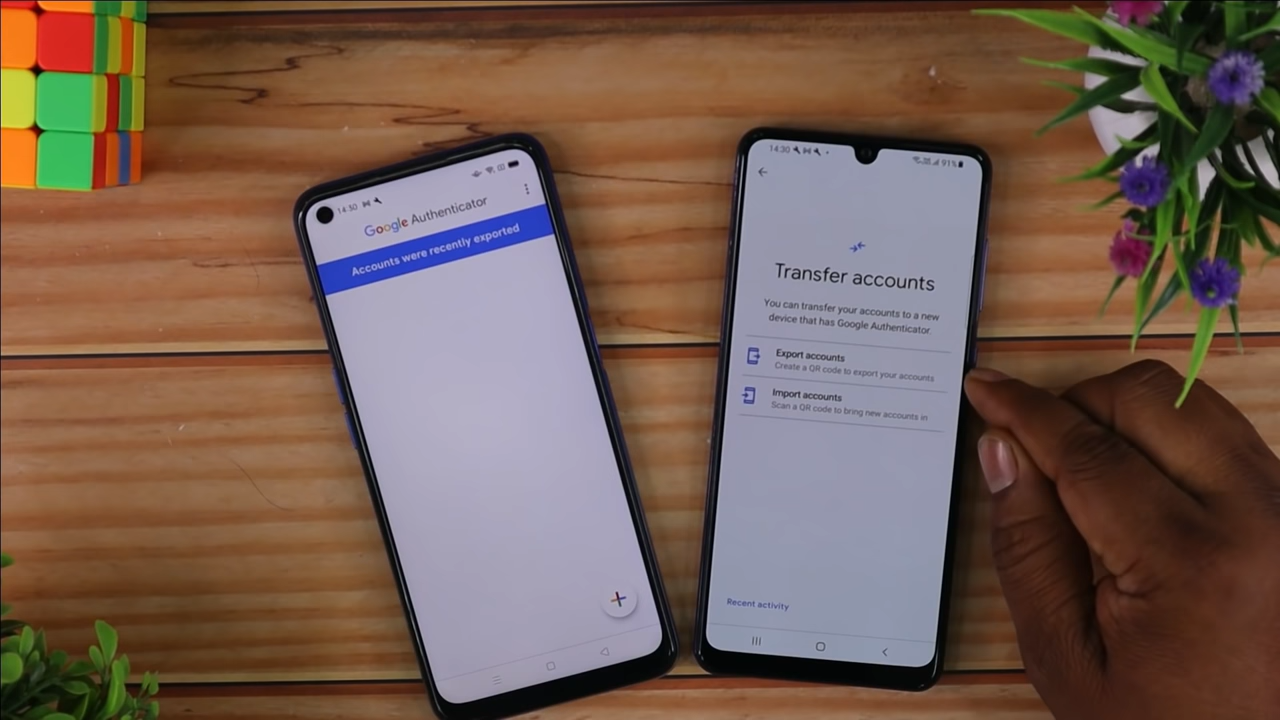 14:30
Google Authenticator
Accounts were recently exported
14:30
91%
Transfer accounts
You can transfer your accounts to a new
device that has Google Authenticator.
Export accounts
Create a QR code to export your accounts
Import accounts
Scan a QR code to bring new accounts in
Recent activity